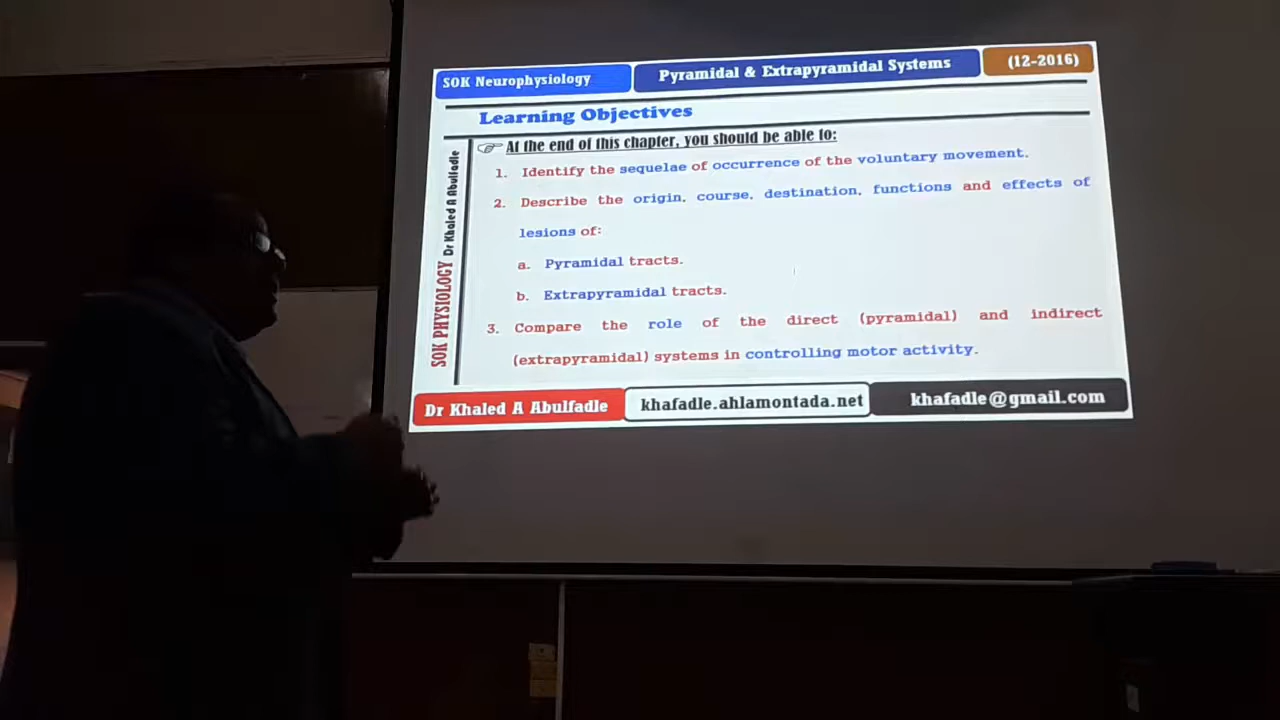 SOK Neurophysiology
Pyramidal & Extrapyramidal Systems
(12-2016)
Learning Objectives
At the end of this chapter, you should be able to:
1. Identify the sequelae of occurrence of the voluntary movement.
2. Describe the origin, course, destination, functions and effects of
lesions of:
a. Pyramidal tracts.
b. Extrapyramidal tracts.
3. Compare the role of the direct (pyramidal) and indirect
(extrapyramidal) systems in controlling motor activity.
SOK PHYSIOLOGY Dr Khaled A Abulfadle
Dr Khaled A Abulfadle
khafadle.ahlamontada.net
khafadle@gmail.com